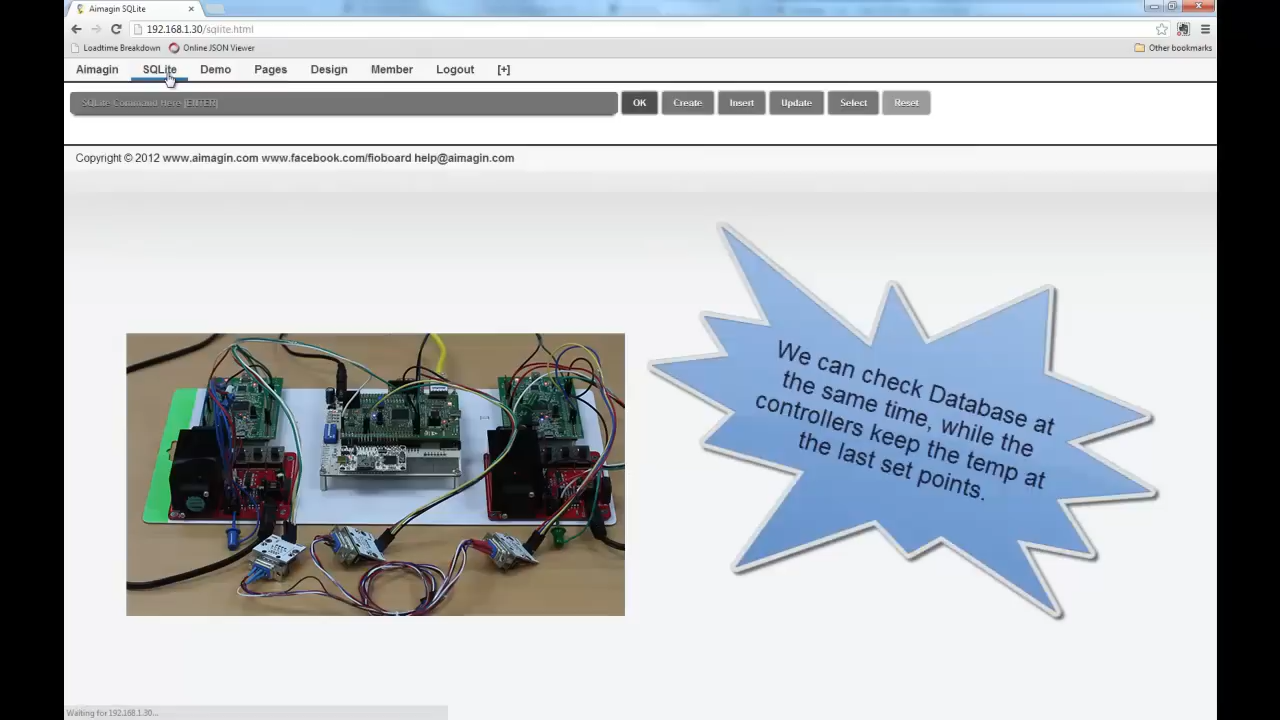 Aimagin SQLite
192.168.1.30/sqlite.html
Loadtime Breakdown Online JSON Viewer Other bookmarks
Aimagin SQLite Demo Pages Design Member Logout [+]
SQLite Command Here [ENTER] OK Create Insert Update Select Reset
Copyright © 2012 www.aimagin.com www.facebook.com/fioboard help@aimagin.com
We can check Database at
the same time, while the
controllers keep the temp at
the last set points.
Waiting for 192.168.1.30...